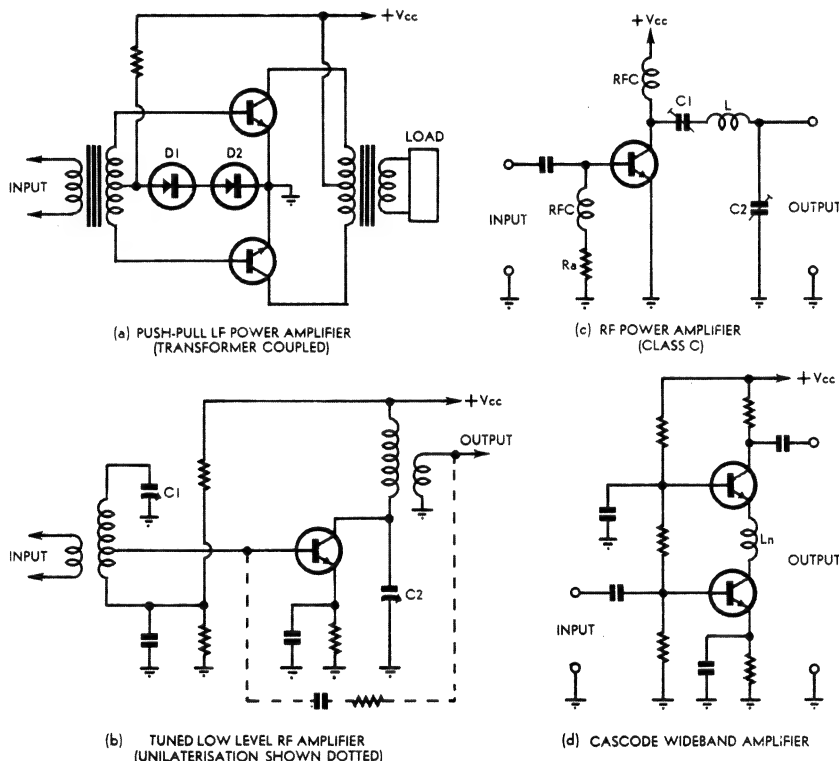 +Vcc
LOAD
D1 D2
INPUT
(a) PUSH-PULL LF POWER AMPLIFIER
(TRANSFORMER COUPLED)
+Vcc
RFC
C1 L
RFC
INPUT
C2
OUTPUT
Ra
(c) RF POWER AMPLIFIER
(CLASS C)
+Vcc
OUTPUT
C1
INPUT
C2
(b) TUNED LOW LEVEL RF AMPLIFIER
(UNILATERISATION SHOWN DOTTED)
+Vcc
Ln
OUTPUT
INPUT
(d) CASCODE WIDEBAND AMPLIFIER